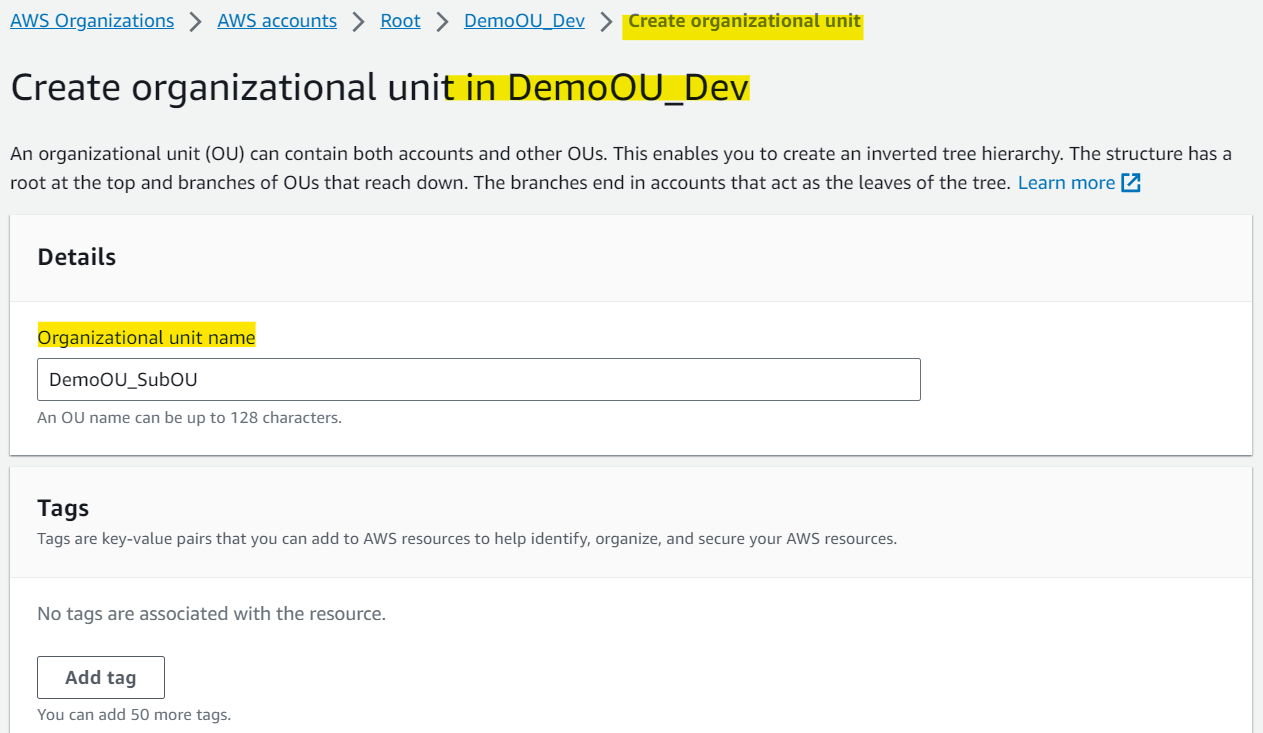 AWS Organizations > AWS accounts > Root > DemoOU_Dev > Create organizational unit
Create organizational unit in DemoOU_Dev
An organizational unit (OU) can contain both accounts and other OUs. This enables you to create an inverted tree hierarchy. The structure has a
root at the top and branches of OUs that reach down. The branches end in accounts that act as the leaves of the tree. Learn more
Details
Organizational unit name
DemoOU_SubOU
An OU name can be up to 128 characters.
Tags
Tags are key-value pairs that you can add to AWS resources to help identify, organize, and secure your AWS resources.
No tags are associated with the resource.
Add tag
You can add 50 more tags.